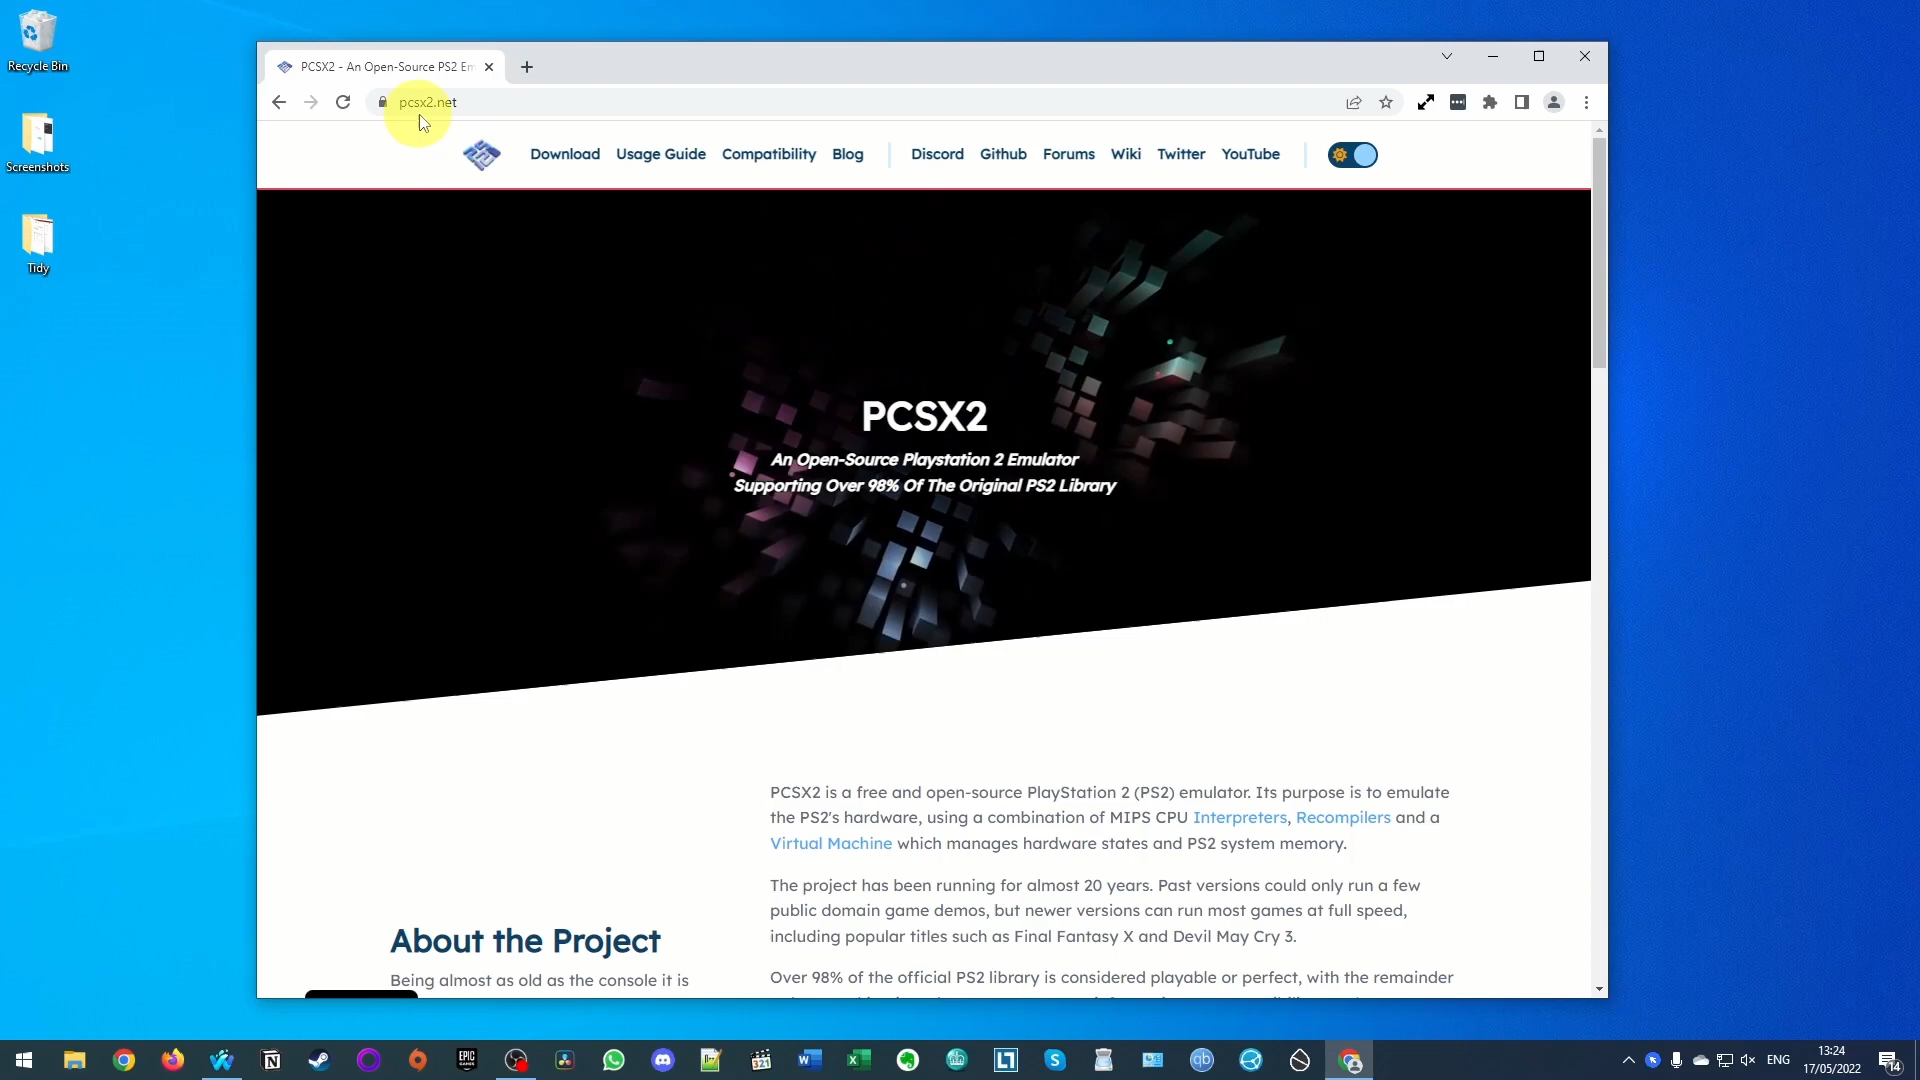 Recycle Bin
Screenshots
Tidy
PCSX2 - An Open-Source PS2 Em
pcsx2.net
Download Usage Guide Compatibility Blog Discord Github Forums Wiki Twitter YouTube
PCSX2
An Open-Source Playstation 2 Emulator
Supporting Over 98% Of The Original PS2 Library
PCSX2 is a free and open-source PlayStation 2 (PS2) emulator. Its purpose is to emulate
the PS2's hardware, using a combination of MIPS CPU Interpreters, Recompilers and a
Virtual Machine which manages hardware states and PS2 system memory.
The project has been running for almost 20 years. Past versions could only run a few
public domain game demos, but newer versions can run most games at full speed,
including popular titles such as Final Fantasy X and Devil May Cry 3.
About the Project
Being almost as old as the console it is
Over 98% of the official PS2 library is considered playable or perfect, with the remainder
EPIC
GAMES
321
qb
ENG
13:24
17/05/2022
14